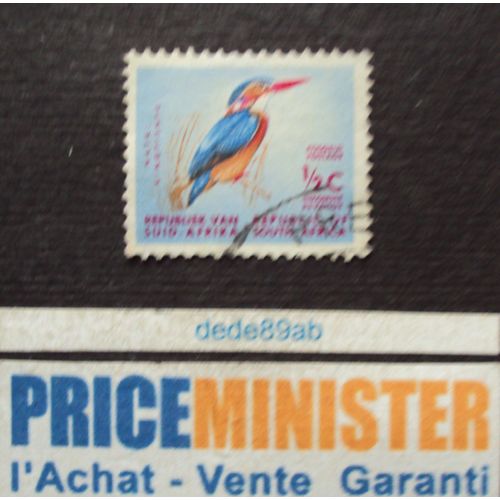 ½C
REPUBLIEK VAN REPUBLIC OF
SUID-AFRIKA SOUTH AFRICA
dede89ab
PRICEMINISTER
l'Achat - Vente Garanti